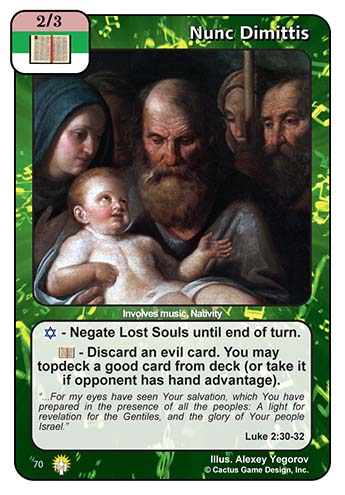 2/3
Nunc Dimittis
Involves music, Nativity
- Negate Lost Souls until end of turn.
- Discard an evil card. You may
topdeck a good card from deck (or take it
if opponent has hand advantage).
"...For my eyes have seen Your salvation, which You have
prepared in the presence of all the peoples: A light for
revelation for the Gentiles, and the glory of Your people
Israel."
Luke 2:30-32
Illus. Alexey Yegorov
70
© Cactus Game Design, Inc.